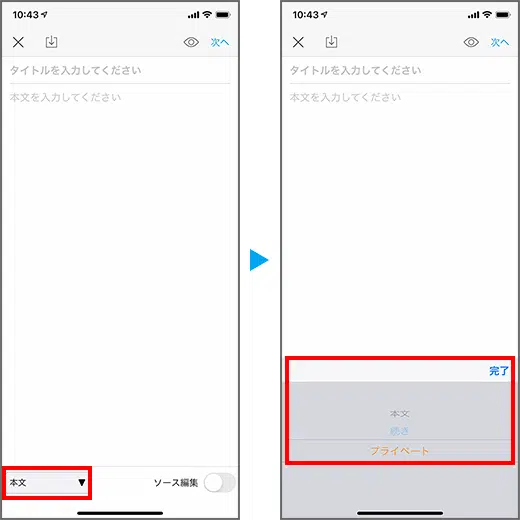 10:43
次へ
タイトルを入力してください
本文を入力してください
本文 ▼
ソース編集
10:43
次へ
タイトルを入力してください
本文を入力してください
完了
本文
続き
プライベート